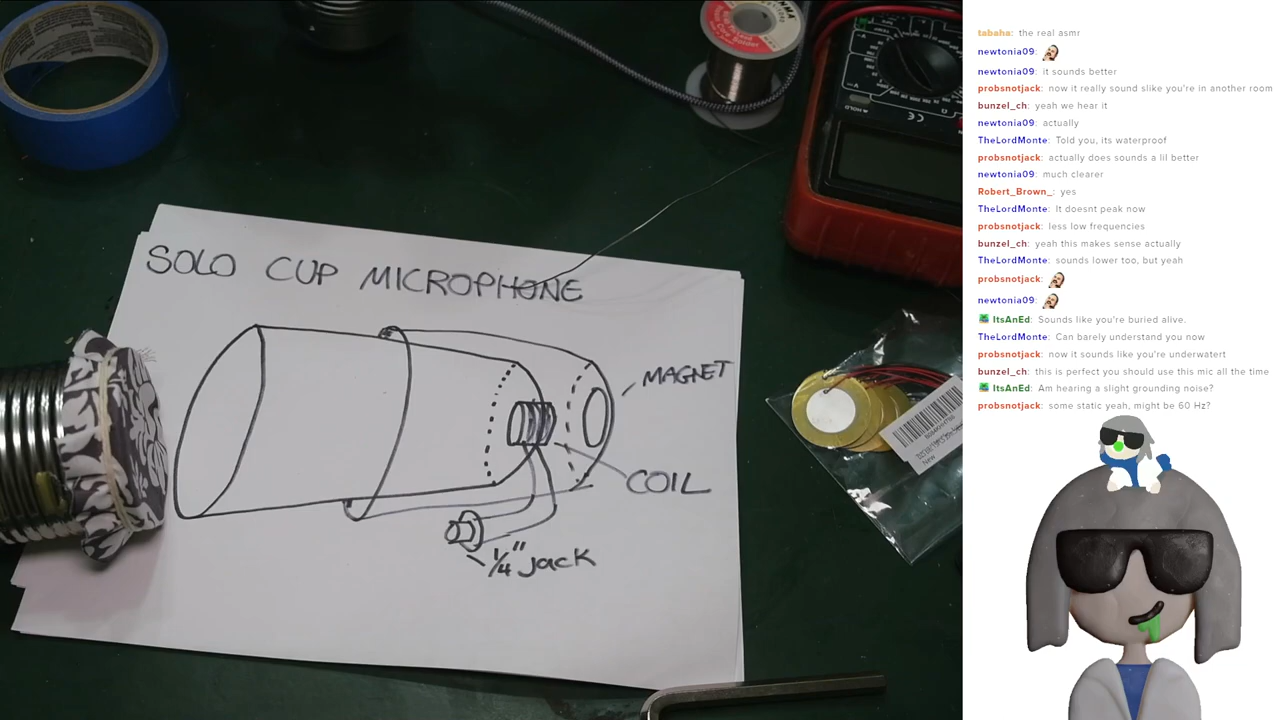 SOLO CUP MICROPHONE
MAGNET
COIL
1/4" jack
HOLD
CE
New
tabaha: the real asmr
newtonia09:
newtonia09: it sounds better
probsnotjack: now it really sound slike you're in another room
bunzel_ch: yeah we hear it
newtonia09: actually
TheLordMonte: Told you, its waterproof
probsnotjack: actually does sounds a lil better
newtonia09: much clearer
Robert_Brown_: yes
TheLordMonte: It doesnt peak now
probsnotjack: less low frequencies
bunzel_ch: yeah this makes sense actually
TheLordMonte: sounds lower too, but yeah
probsnotjack:
newtonia09:
ItsAnEd: Sounds like you're buried alive.
TheLordMonte: Can barely understand you now
probsnotjack: now it sounds like you're underwatert
bunzel_ch: this is perfect you should use this mic all the time
ItsAnEd: Am hearing a slight grounding noise?
probsnotjack: some static yeah, might be 60 Hz?